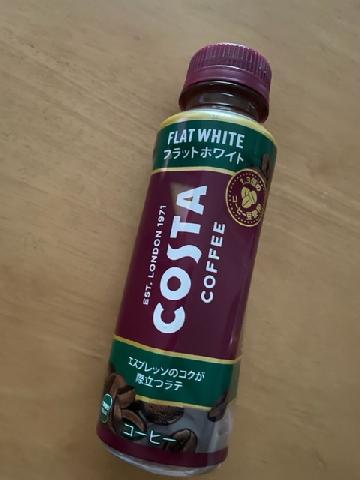 FLAT WHITE
フラットホワイト
EST. LONDON 1971
COSTA
COFFEE
エスプレッソのコクが
際立つラテ
コーヒー